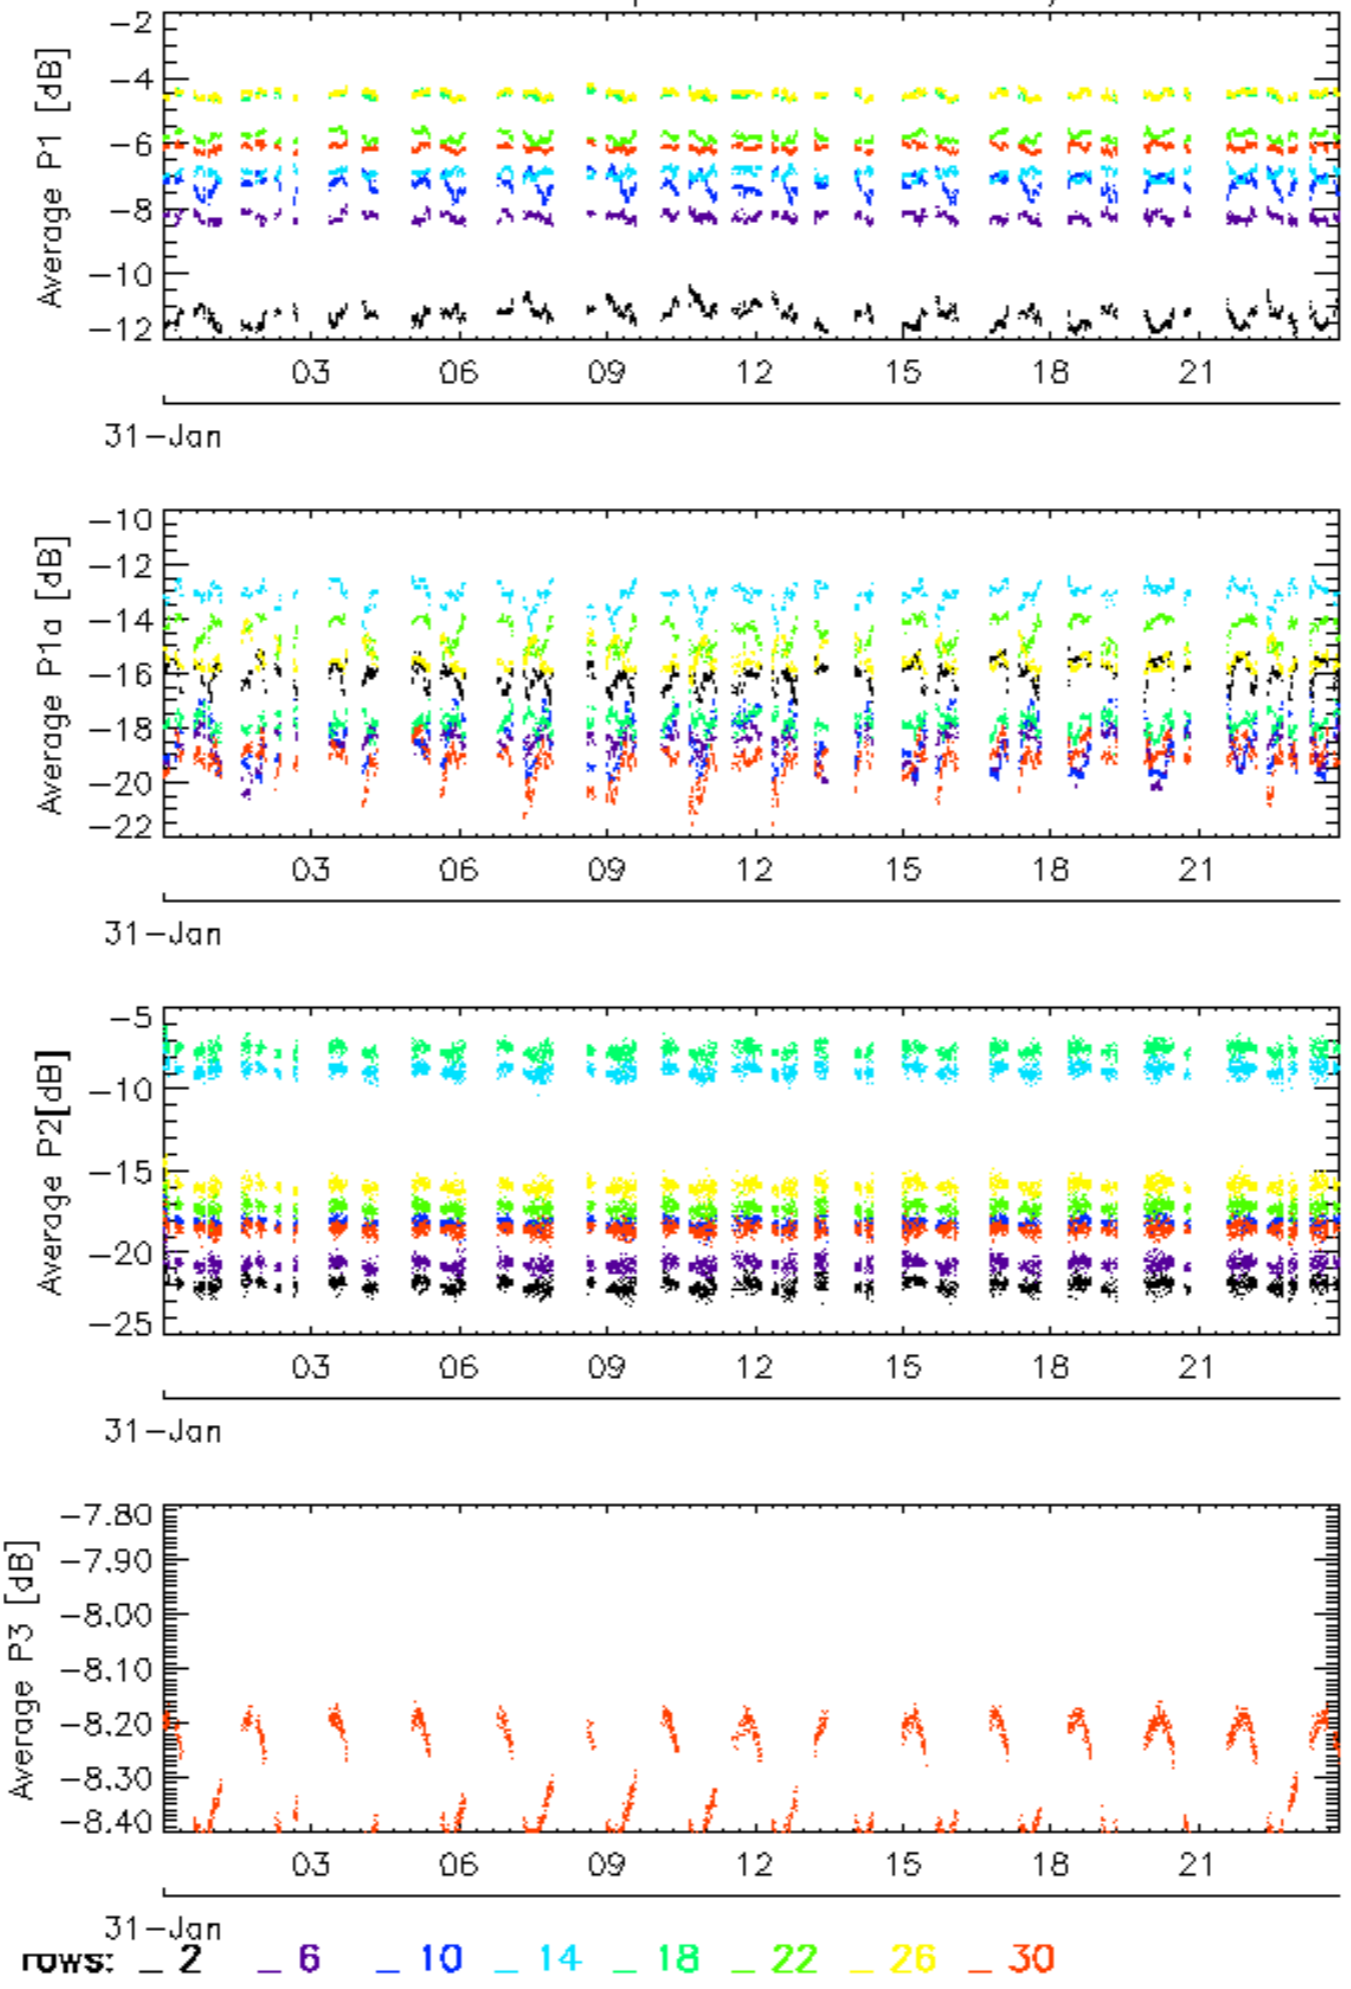 -2
-4
-6
-8
-10
-12
Average P1 [dB]
03 06 09 12 15 18 21
31-Jan
-10
-12
-14
-16
-18
-20
-22
Average P1a [dB]
03 06 09 12 15 18 21
31-Jan
-5
-10
-15
-20
-25
Average P2[dB]
03 06 09 12 15 18 21
31-Jan
-7.80
-7.90
-8.00
-8.10
-8.20
-8.30
-8.40
Average P3 [dB]
03 06 09 12 15 18 21
31-Jan
rows: _ 2 _ 6 _ 10 _ 14 _ 18 _ 22 _ 26 _ 30